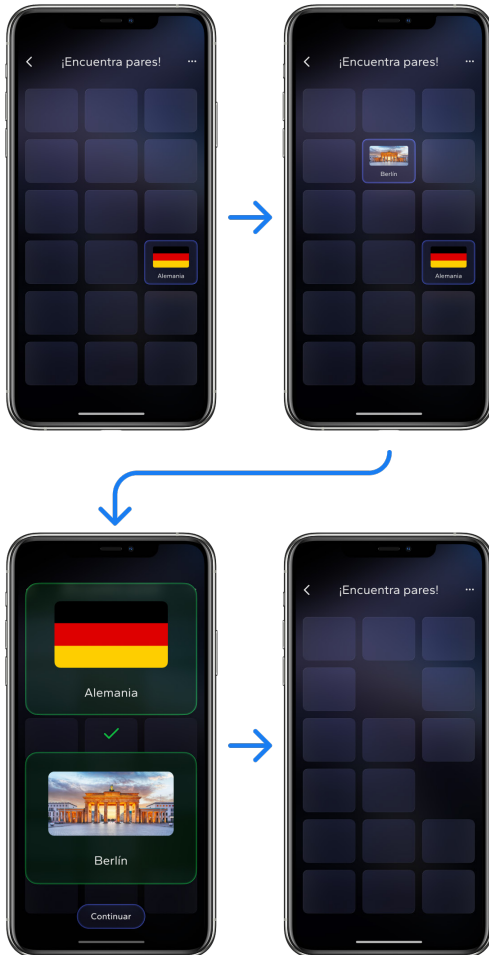 ¡Encuentra pares!
Alemania
¡Encuentra pares!
Berlín
Alemania
Alemania
Berlín
Continuar
¡Encuentra pares!